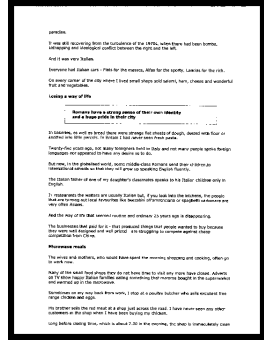 paradise.
It was still recovering from the turbulence of the 1970s, when there had been bombs,
kidnapping and ideological conflict between the right and the left.
And it was very Italian.
Everyone had Italian cars - Fiats for the masses, Alfas for the sporty, Lancias for the rich.
On every corner of the city where I lived small shops sold salami, ham, cheeses and wonderful
fruit and vegetables.
Losing a way of life
Romans have a strong sense of their own identity
and a huge pride in their city
In bakeries, as well as bread there were strange flat sheets of dough, dusted with flour or
stuffed into little parcels. In Britain I had never seen fresh pasta.
Twenty-five years ago, not many foreigners lived in Italy and not many people spoke foreign
languages nor appeared to have any desire to do so.
But now, in the globalised world, some middle-class Romans send their children to
international schools so that they will grow up speaking fluent English.
The Italian father of one of my daughter's classmates speaks to his Italian children only in
English.
In restaurants the waiters are usually Italian but, if you look into the kitchens, the people
that are turning out local favourites like bucatini all'amatriciana or spaghetti carbonara are
very often Asians.
And the way of life that seemed routine and ordinary 25 years ago is disappearing.
The businesses that paid for it - that produced things that people wanted to buy because
they were well designed and well priced - are struggling to compete against cheap
competition from China.
Microwave meals
The wives and mothers, who would have spent the morning shopping and cooking, often go
to work now.
Many of the small food shops they do not have time to visit any more have closed. Adverts
on TV show happy Italian families eating something that mamma bought in the supermarket
and warmed up in the microwave.
Sometimes on my way back from work, I stop at a poultry butcher who sells excellent free
range chicken and eggs.
His brother sells the red meat at a shop just across the road. I have never seen any other
customers in the shop when I have been buying my chicken.
Long before closing time, which is about 7.30 in the evening, the shop is immaculately clean